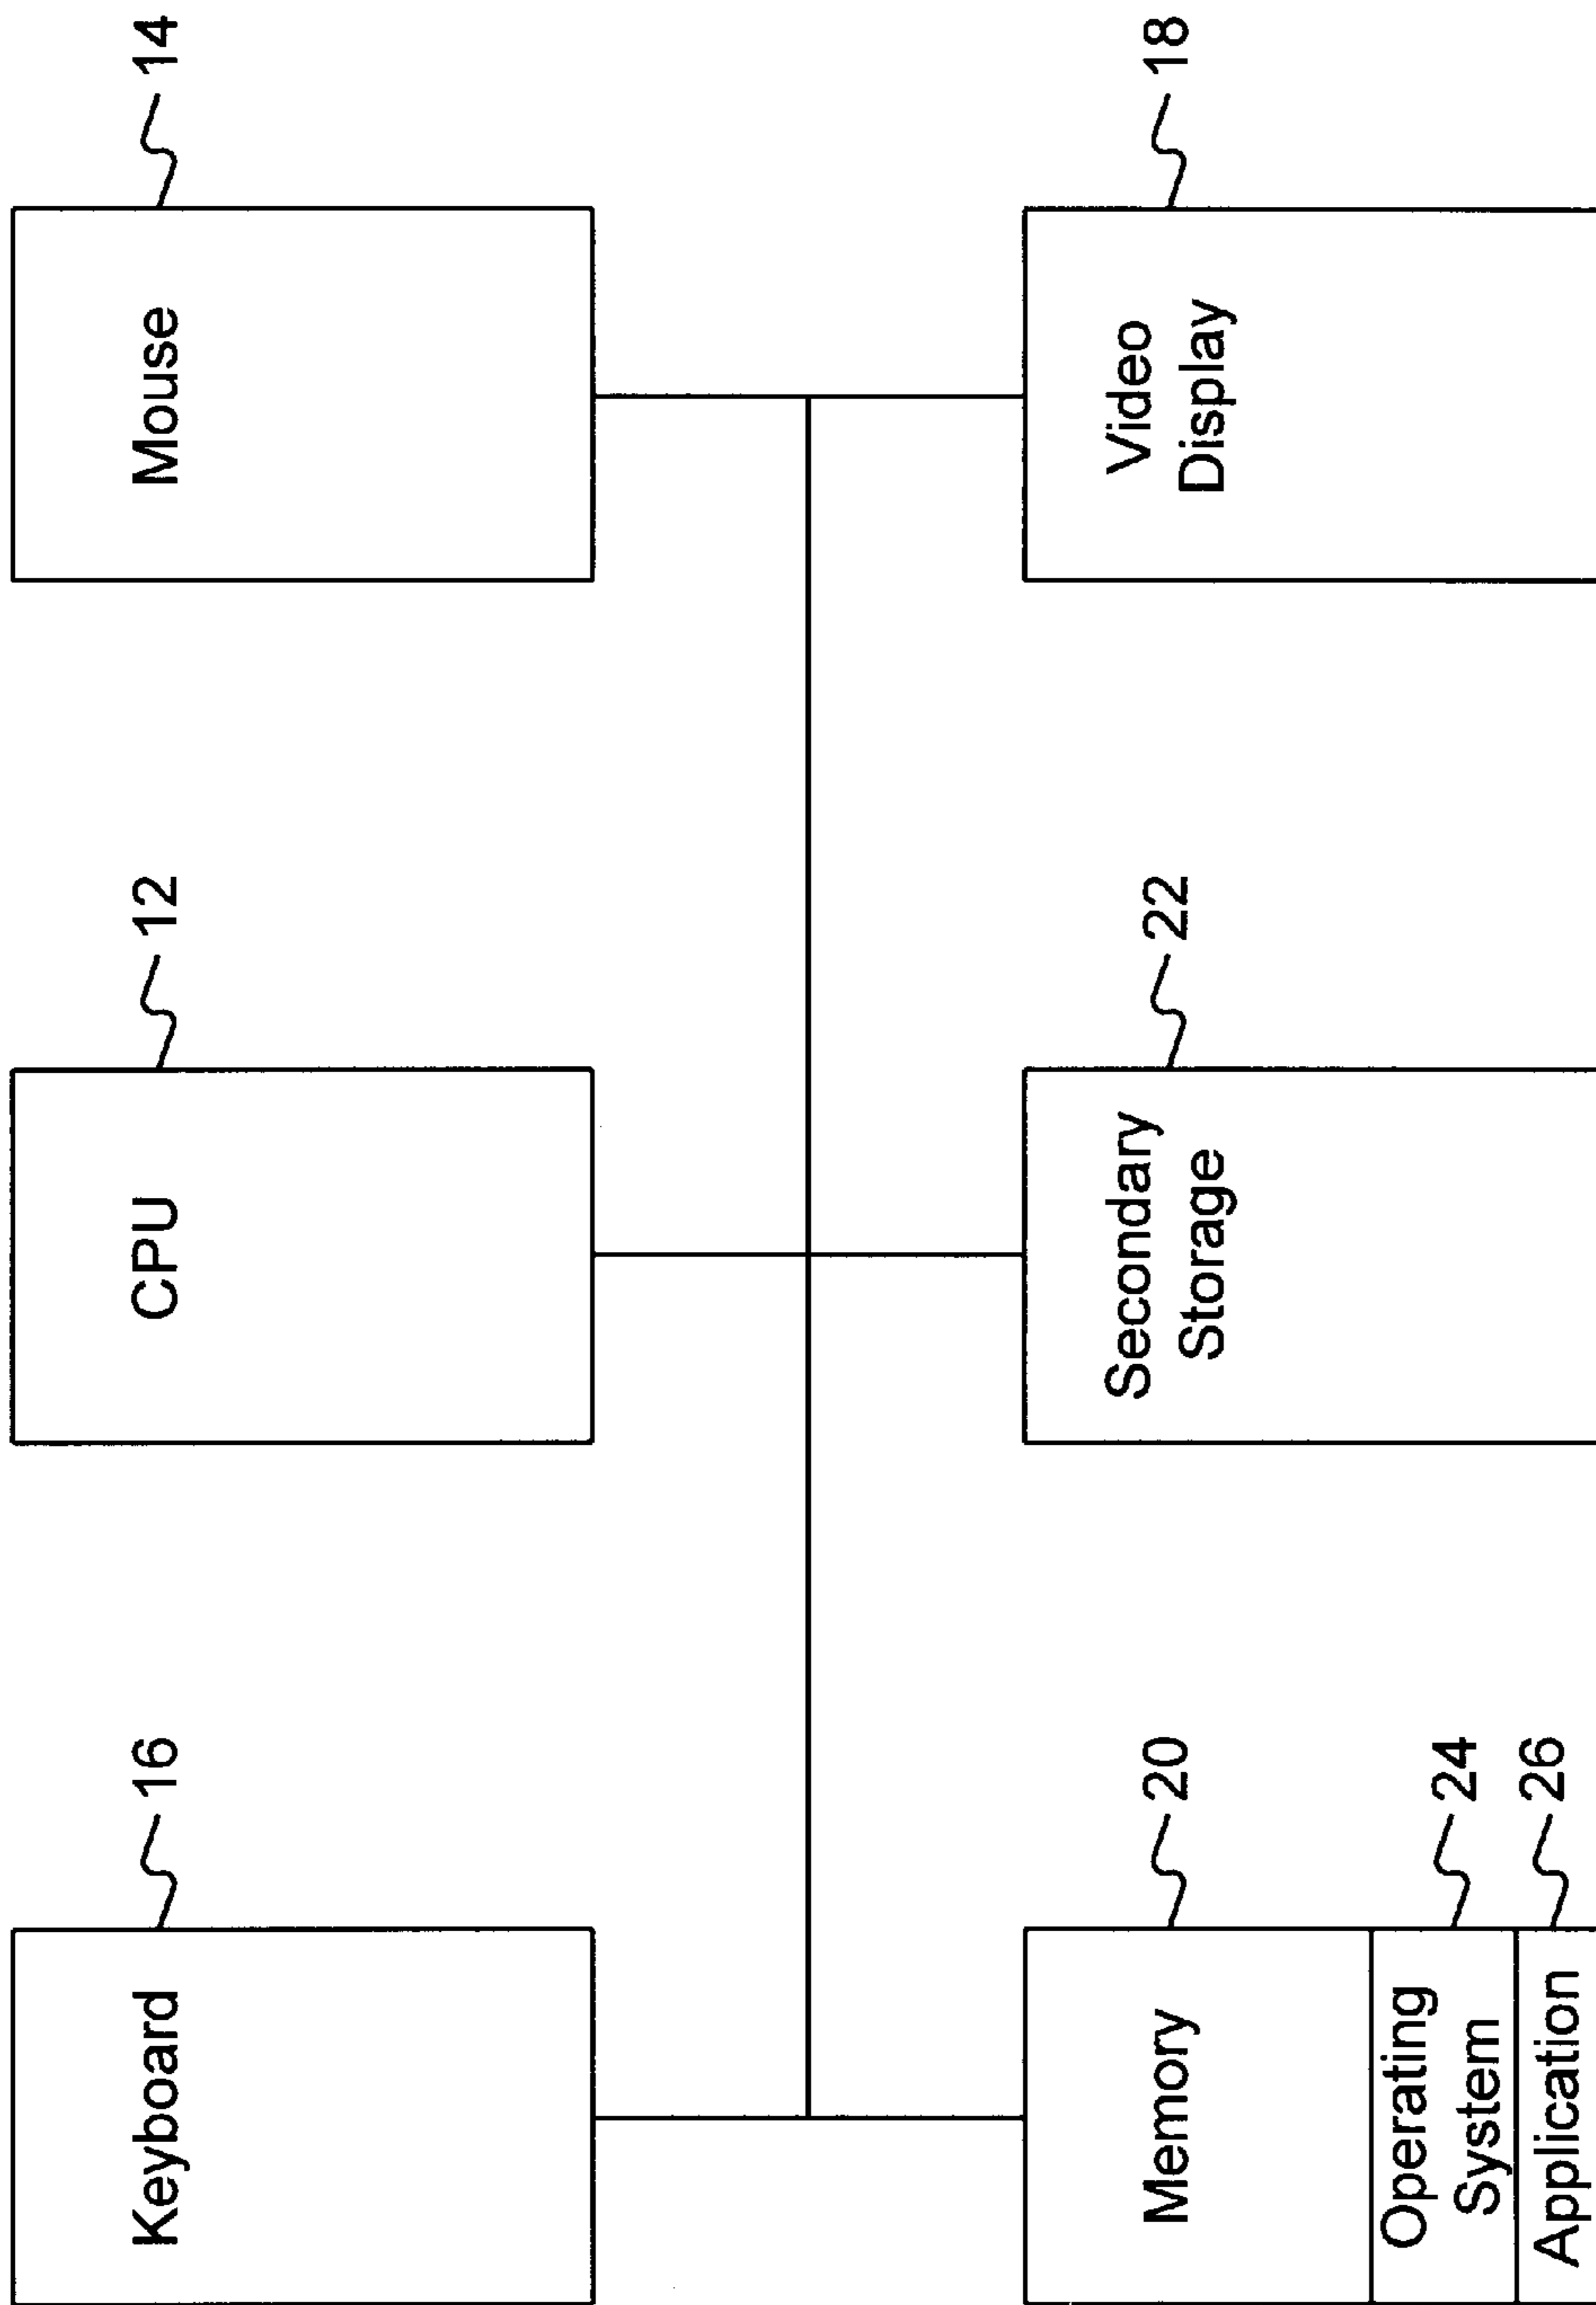 Keyboard
16
CPU
12
Mouse
14
Memory
20
Operating
System
24
Application
26
Secondary
Storage
22
Video
Display
18